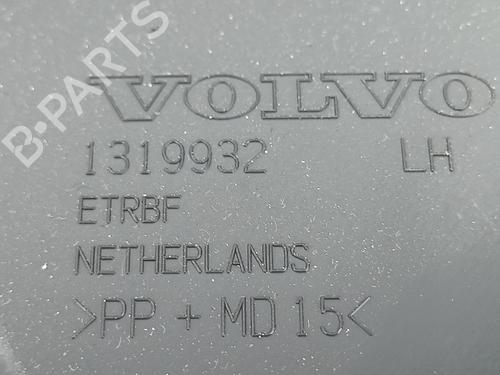 B-PARTS
VOLVO
1319932 LH
ETRBF
NETHERLANDS
>PP + MD 15<